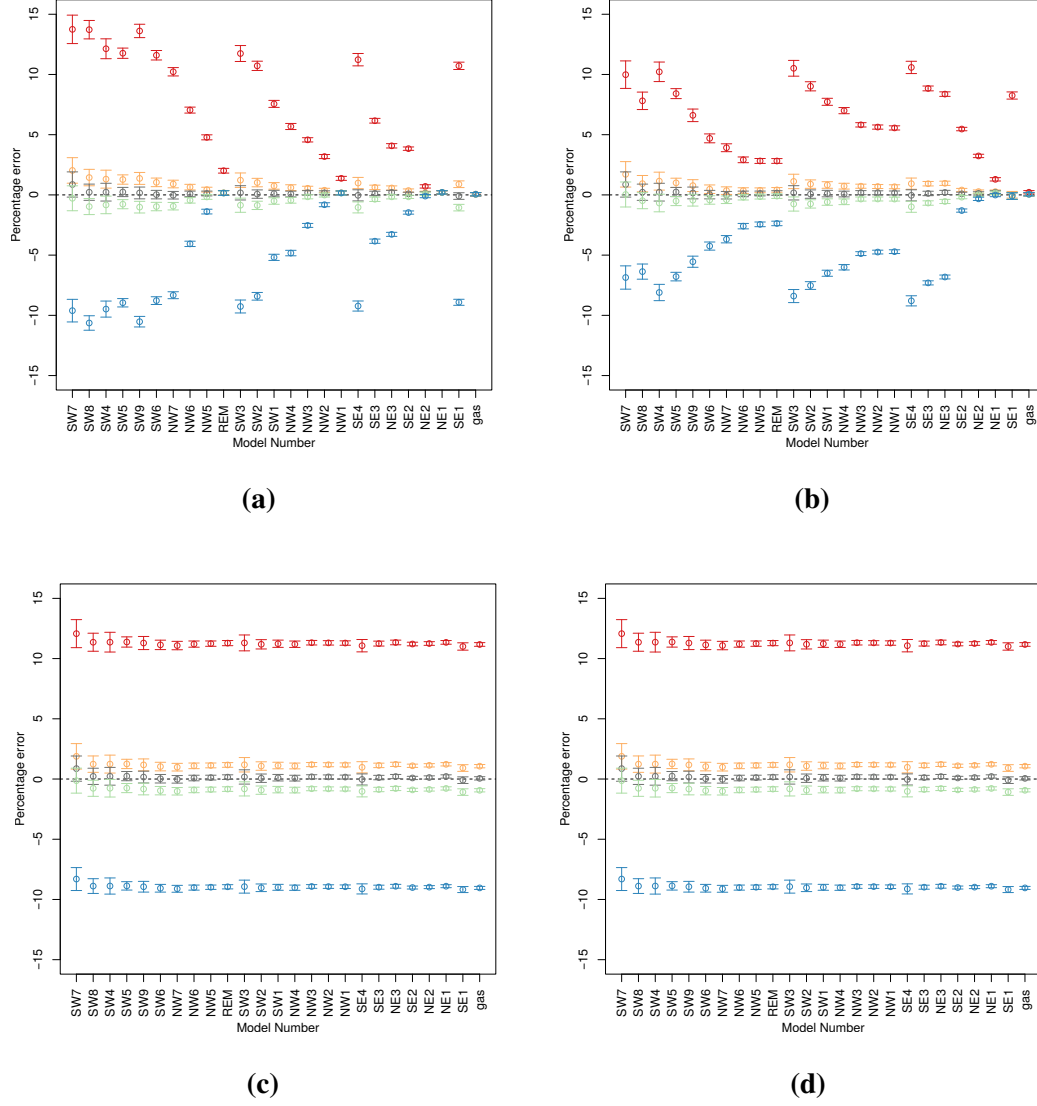 15
10
5
0
−5
−10
−15
Percentage error
SW7
SW8
SW4
SW5
SW9
SW6
NW7
NW6
NW5
REM
SW3
SW2
SW1
NW4
NW3
NW2
NW1
SE4
SE3
NE3
SE2
NE2
NE1
SE1
gas
Model Number
(a)
15
10
5
0
−5
−10
−15
Percentage error
SW7
SW8
SW4
SW5
SW9
SW6
NW7
NW6
NW5
REM
SW3
SW2
SW1
NW4
NW3
NW2
NW1
SE4
SE3
NE3
SE2
NE2
NE1
SE1
gas
Model Number
(b)
15
10
5
0
−5
−10
−15
Percentage error
SW7
SW8
SW4
SW5
SW9
SW6
NW7
NW6
NW5
REM
SW3
SW2
SW1
NW4
NW3
NW2
NW1
SE4
SE3
NE3
SE2
NE2
NE1
SE1
gas
Model Number
(c)
15
10
5
0
−5
−10
−15
Percentage error
SW7
SW8
SW4
SW5
SW9
SW6
NW7
NW6
NW5
REM
SW3
SW2
SW1
NW4
NW3
NW2
NW1
SE4
SE3
NE3
SE2
NE2
NE1
SE1
gas
Model Number
(d)